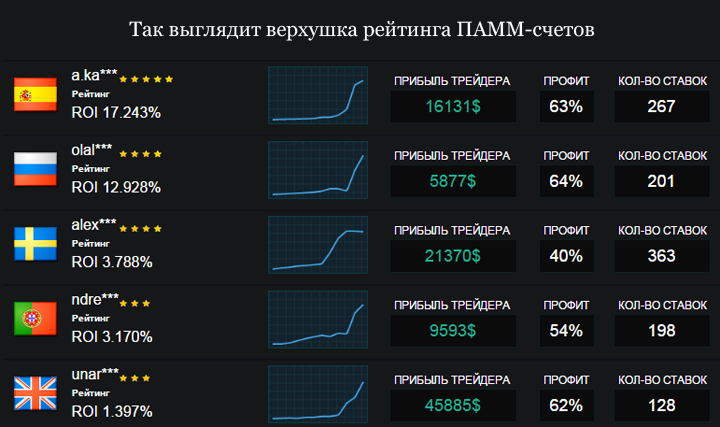 Так выглядит верхушка рейтинга ПАММ-счетов
a.ka***
Рейтинг
ROI 17.243%
ПРИБЫЛЬ ТРЕЙДЕРА
16131$
ПРОФИТ
63%
КОЛ-ВО СТАВОК
267
olal***
Рейтинг
ROI 12.928%
ПРИБЫЛЬ ТРЕЙДЕРА
5877$
ПРОФИТ
64%
КОЛ-ВО СТАВОК
201
alex***
Рейтинг
ROI 3.788%
ПРИБЫЛЬ ТРЕЙДЕРА
21370$
ПРОФИТ
40%
КОЛ-ВО СТАВОК
363
ndre***
Рейтинг
ROI 3.170%
ПРИБЫЛЬ ТРЕЙДЕРА
9593$
ПРОФИТ
54%
КОЛ-ВО СТАВОК
198
unar***
Рейтинг
ROI 1.397%
ПРИБЫЛЬ ТРЕЙДЕРА
45885$
ПРОФИТ
62%
КОЛ-ВО СТАВОК
128